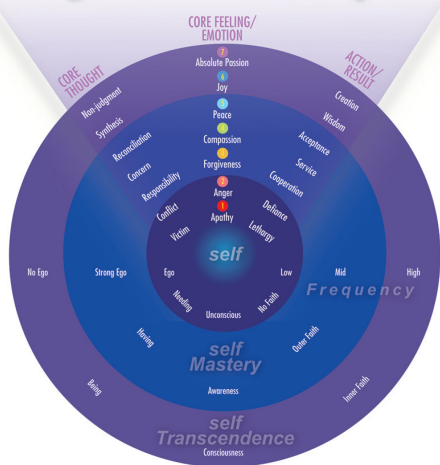 CORE FEELING/
EMOTION
CORE
THOUGHT
ACTION/
RESULT
7
Absolute Passion
6
Joy
5
Peace
4
Compassion
3
Forgiveness
2
Anger
1
Apathy
Non-judgment
Synthesis
Reconciliation
Concern
Responsibility
Conflict
Victim
Creation
Wisdom
Acceptance
Service
Cooperation
Defiance
Lethargy
self
No Ego
Strong Ego
Ego
Low
Mid
High
Frequency
Needing
Unconscious
No Faith
Having
self
Mastery
Outer Faith
Being
Awareness
Inner Faith
self
Transcendence
Consciousness